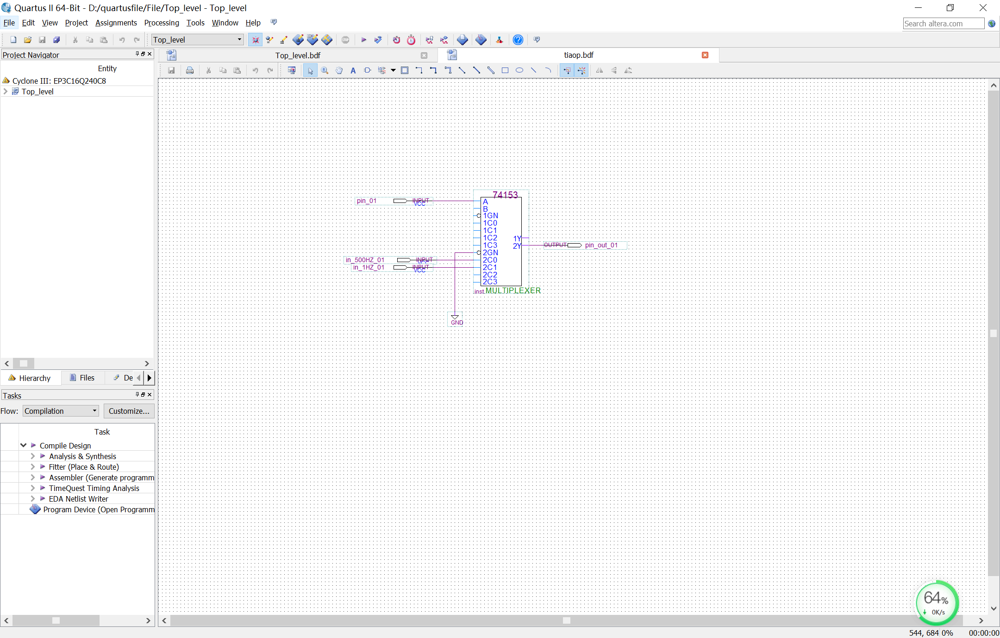 Quartus II 64-Bit - D:/quartusfile/File/Top_level - Top_level
File Edit View Project Assignments Processing Tools Window Help
Search altera.com
Top_level
STOP
Project Navigator
Top_level.bdf
tiaop.bdf
Entity
Cyclone III: EP3C16Q240C8
Top_level
74153
pin_01 INPUT VCC
A
B
1GN
1C0
1C1
1C2
1C3
2GN
2C0
2C1
2C2
2C3
1Y
2Y
OUTPUT pin_out_01
in_500HZ_01 INPUT VCC
in_1HZ_01 INPUT VCC
inst MULTIPLEXER
GND
Hierarchy Files De
Tasks
Flow: Compilation Customize...
Task
Compile Design
Analysis & Synthesis
Fitter (Place & Route)
Assembler (Generate programm
TimeQuest Timing Analysis
EDA Netlist Writer
Program Device (Open Programm
64%
0K/s
544, 684 0% 00:00:00